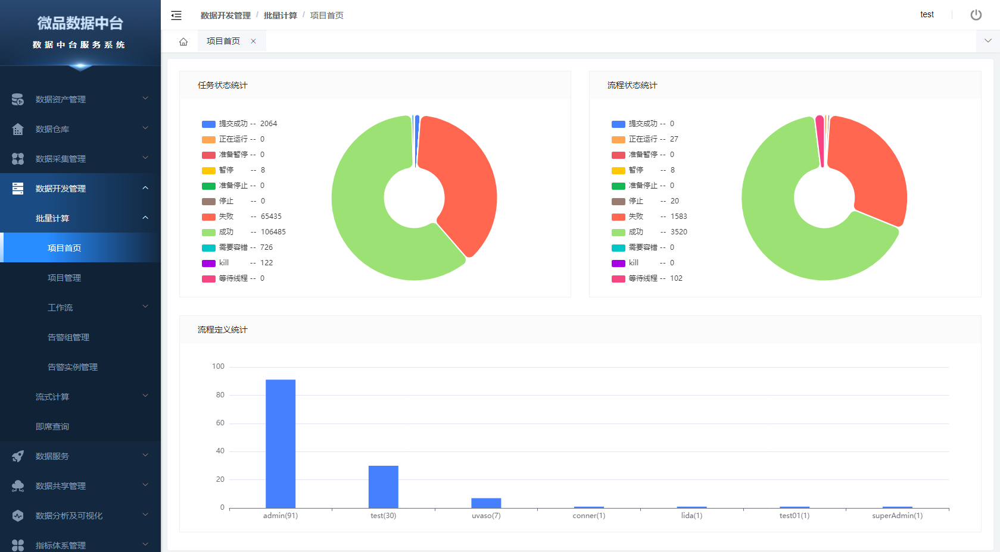 微品数据中台
数据中台服务系统
数据资产管理
数据仓库
数据采集管理
数据开发管理
批量计算
项目首页
项目管理
工作流
告警组管理
告警实例管理
流式计算
即席查询
数据服务
数据共享管理
数据分析及可视化
指标体系管理
数据开发管理 / 批量计算 / 项目首页
test
项目首页
任务状态统计
提交成功 -- 2064
正在运行 -- 0
准备暂停 -- 0
暂停 -- 8
准备停止 -- 0
停止 -- 0
失败 -- 65435
成功 -- 106485
需要容错 -- 726
kill -- 122
等待线程 -- 0
流程状态统计
提交成功 -- 0
正在运行 -- 27
准备暂停 -- 0
暂停 -- 8
准备停止 -- 0
停止 -- 20
失败 -- 1583
成功 -- 3520
需要容错 -- 0
kill -- 0
等待线程 -- 102
流程定义统计
100
80
60
40
20
0
admin(91) test(30) uvaso(7) conner(1) lida(1) test01(1) superAdmin(1)